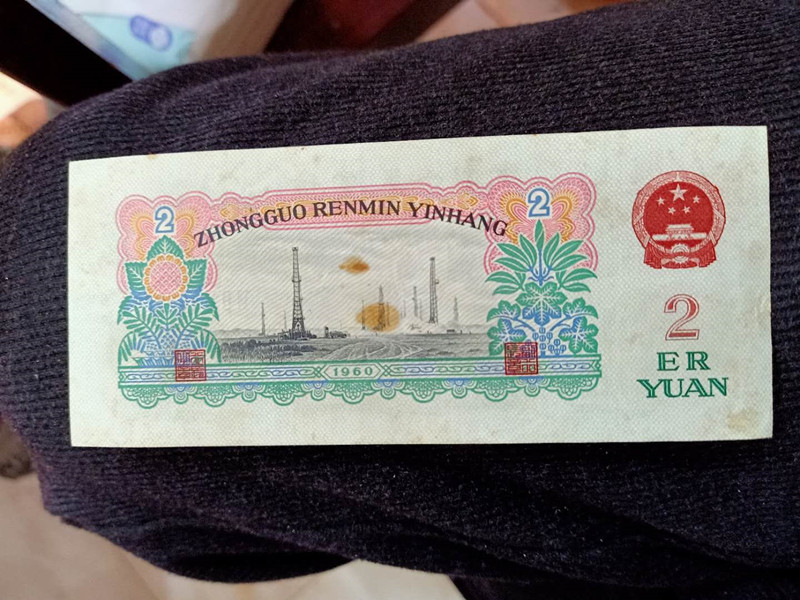 2
2
ZHONGGUO RENMIN YINHANG
1960
2
ER
YUAN